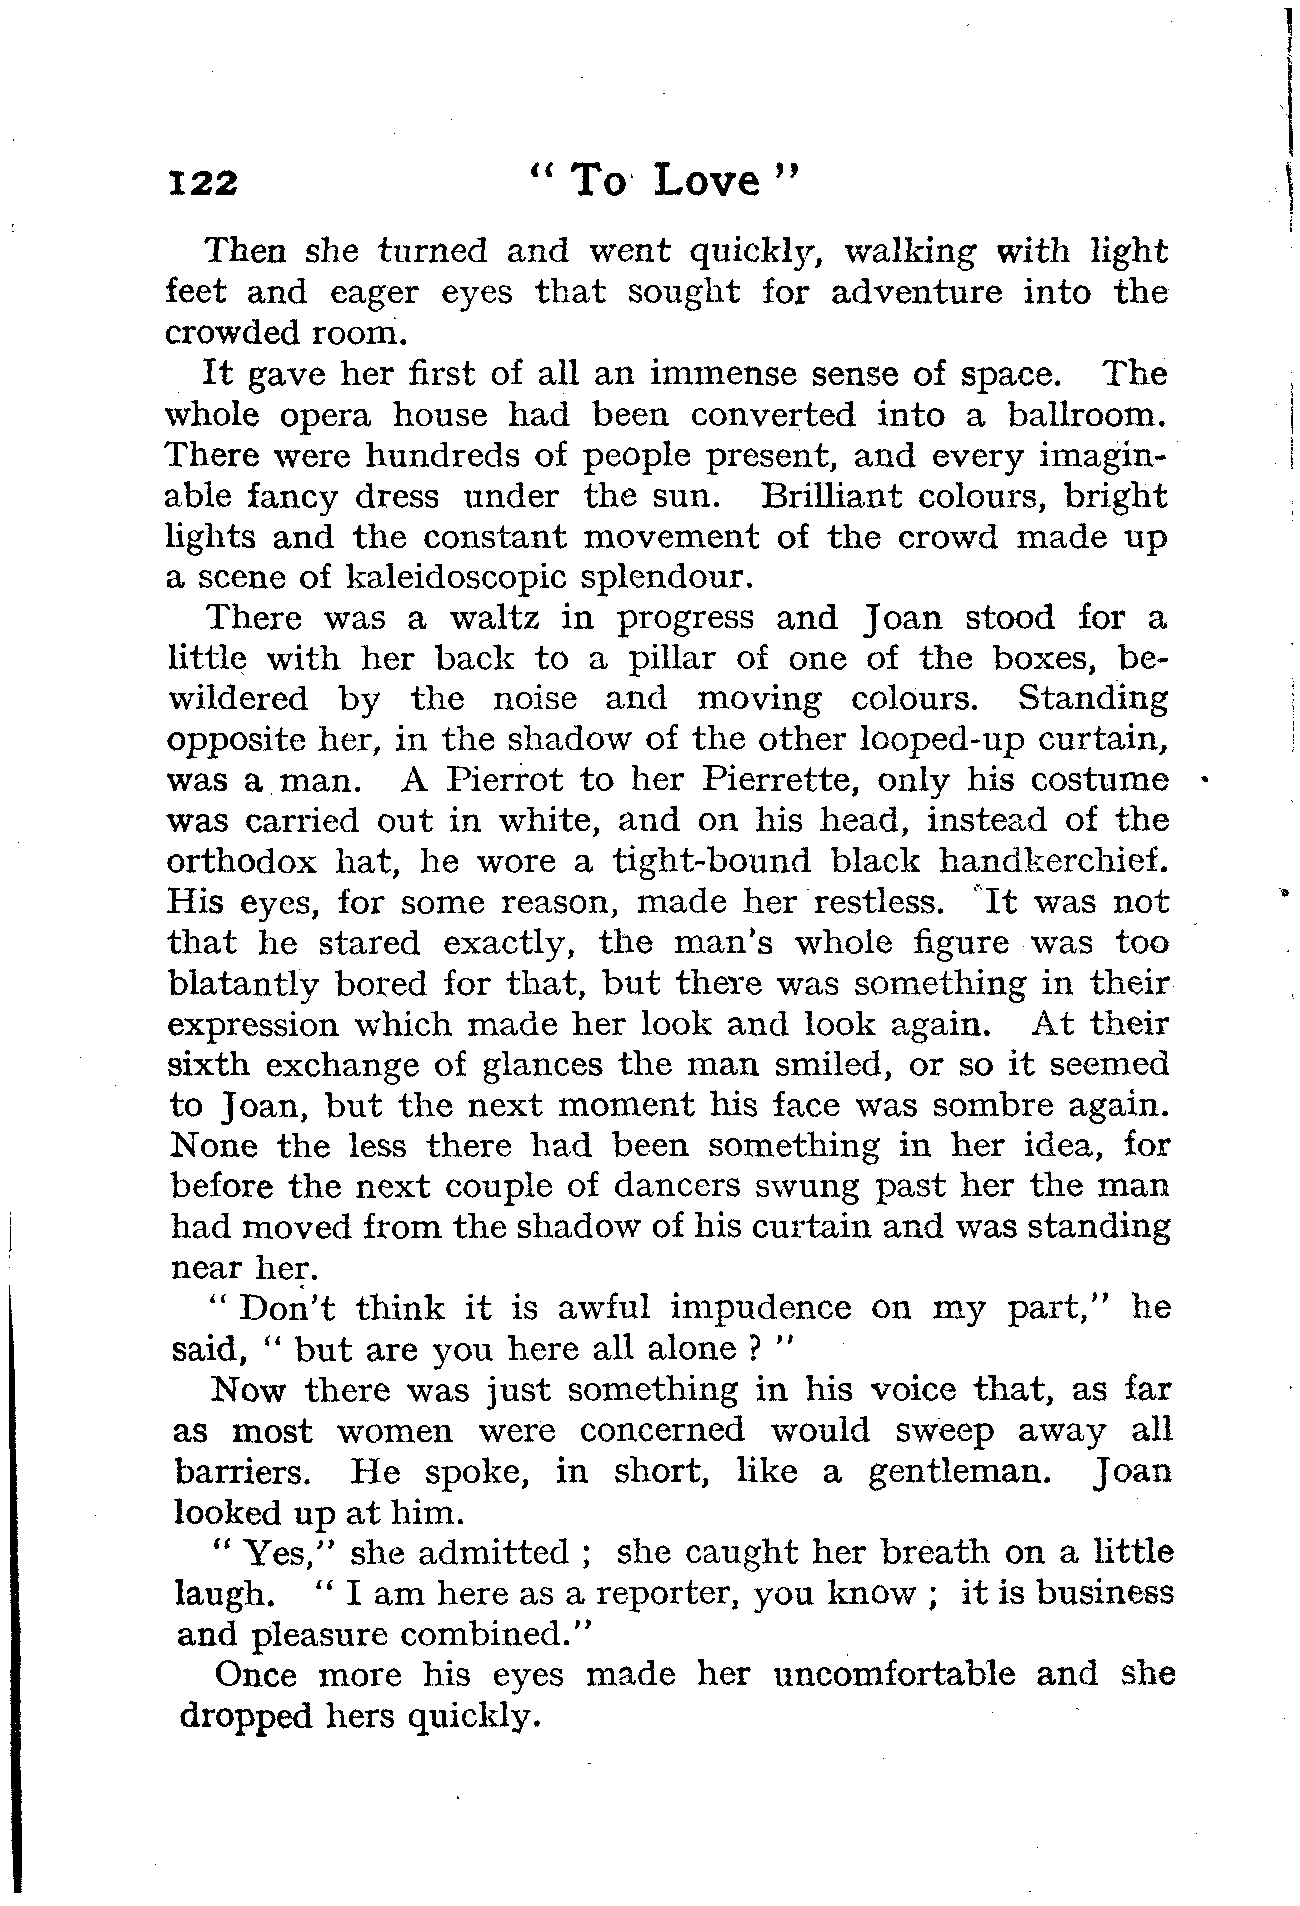 122 " To Love "
Then she turned and went quickly, walking with light
feet and eager eyes that sought for adventure into the
crowded room.
It gave her first of all an immense sense of space. The
whole opera house had been converted into a ballroom.
There were hundreds of people present, and every imagin-
able fancy dress under the sun. Brilliant colours, bright
lights and the constant movement of the crowd made up
a scene of kaleidoscopic splendour.
There was a waltz in progress and Joan stood for a
little with her back to a pillar of one of the boxes, be-
wildered by the noise and moving colours. Standing
opposite her, in the shadow of the other looped-up curtain,
was a man. A Pierrot to her Pierrette, only his costume
was carried out in white, and on his head, instead of the
orthodox hat, he wore a tight-bound black handkerchief.
His eyes, for some reason, made her restless. It was not
that he stared exactly, the man's whole figure was too
blatantly bored for that, but there was something in their
expression which made her look and look again. At their
sixth exchange of glances the man smiled, or so it seemed
to Joan, but the next moment his face was sombre again.
None the less there had been something in her idea, for
before the next couple of dancers swung past her the man
had moved from the shadow of his curtain and was standing
near her.
" Don't think it is awful impudence on my part," he
said, " but are you here all alone ? "
Now there was just something in his voice that, as far
as most women were concerned would sweep away all
barriers. He spoke, in short, like a gentleman. Joan
looked up at him.
" Yes," she admitted ; she caught her breath on a little
laugh. " I am here as a reporter, you know ; it is business
and pleasure combined."
Once more his eyes made her uncomfortable and she
dropped hers quickly.